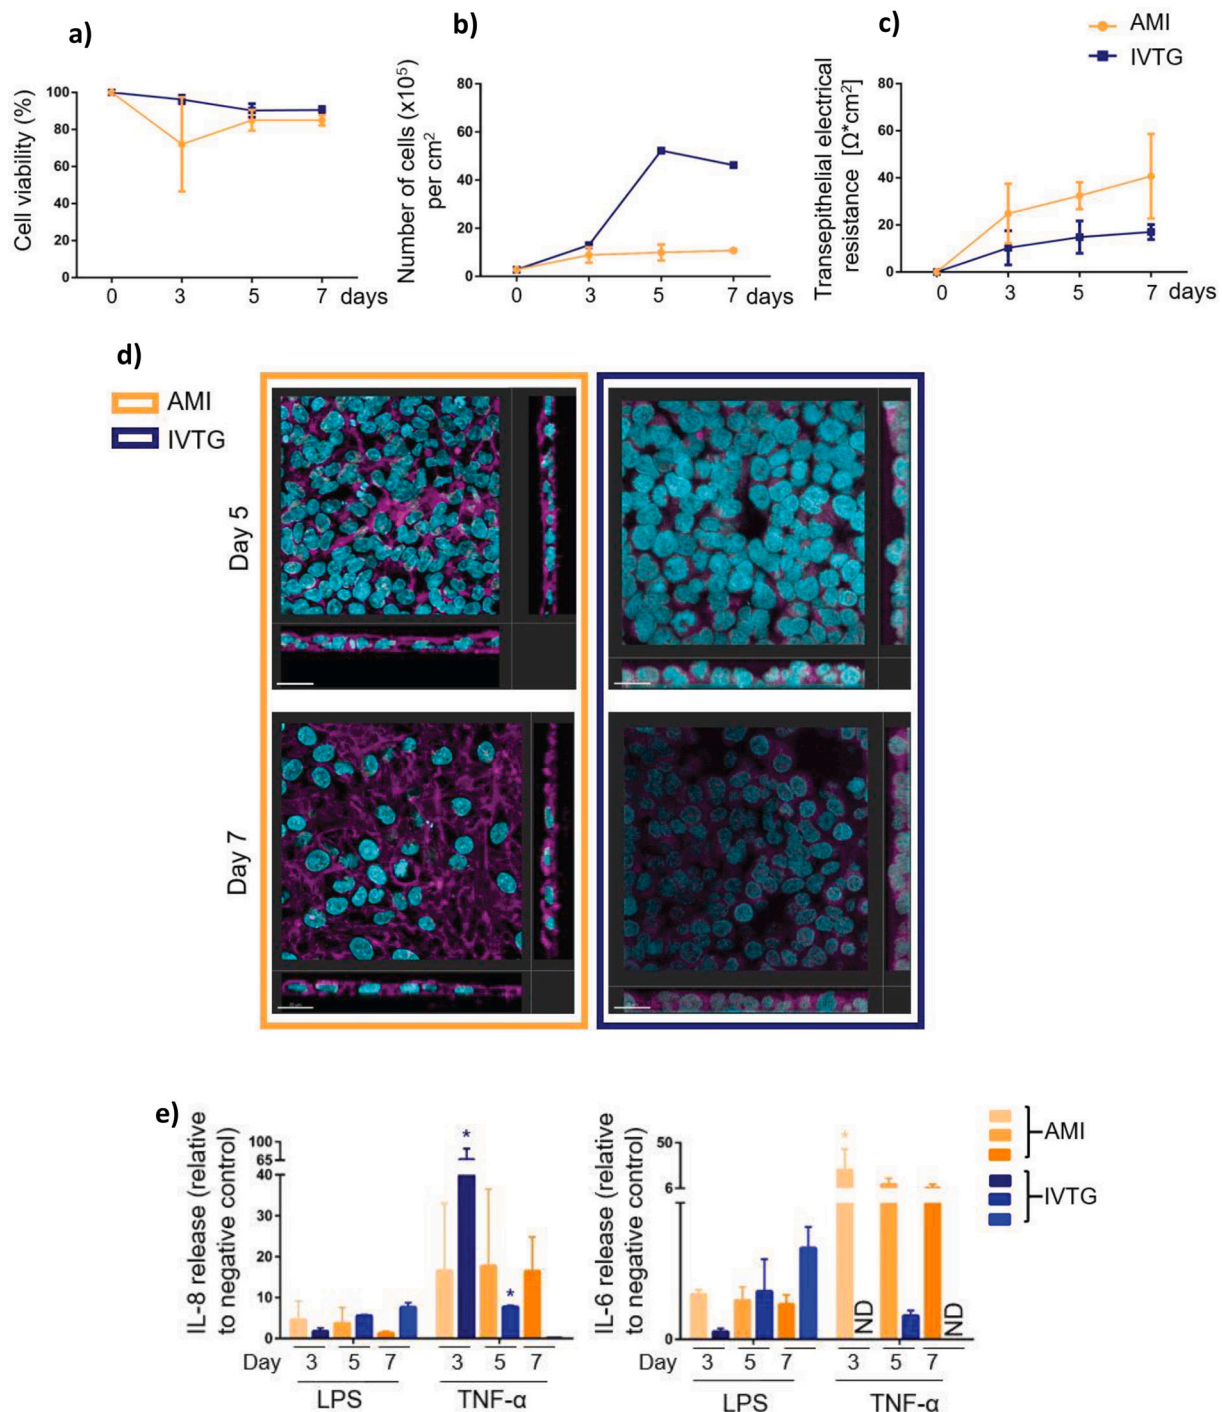 a)
Cell viability (%)
100
80
60
40
20
0
0 3 5 7 days
b)
Number of cells (x10⁵)
per cm²
80
60
40
20
0
0 3 5 7 days
c)
AMI
IVTG
Transepithelial electrical
resistance [Ω*cm²]
80
60
40
20
0
0 3 5 7 days
d)
AMI
IVTG
Day 5
Day 7
e)
IL-8 release (relative
to negative control)
100
65
40
30
20
10
0
* *
Day 3 5 7 3 5 7
LPS TNF-α
IL-6 release (relative
to negative control)
50
6
0
*
ND ND
Day 3 5 7 3 5 7
LPS TNF-α
AMI
IVTG